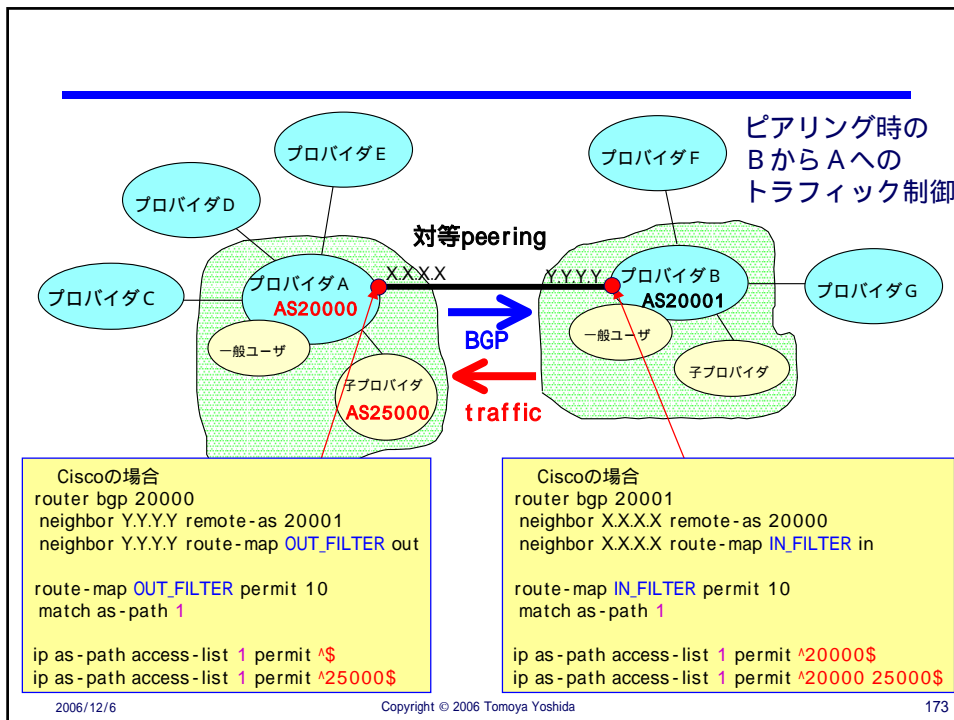 ピアリング時の
BからAへの
トラフィック制御
プロバイダE
プロバイダF
プロバイダD
対等peering
プロバイダC
プロバイダA
AS20000
X.X.X.X
Y.Y.Y.Y
プロバイダB
AS20001
プロバイダG
一般ユーザ
BGP
一般ユーザ
子プロバイダ
AS25000
traffic
子プロバイダ
Ciscoの場合
router bgp 20000
neighbor Y.Y.Y.Y remote-as 20001
neighbor Y.Y.Y.Y route-map OUT_FILTER out
route-map OUT_FILTER permit 10
match as-path 1
ip as-path access-list 1 permit ^$
ip as-path access-list 1 permit ^25000$
Ciscoの場合
router bgp 20001
neighbor X.X.X.X remote-as 20000
neighbor X.X.X.X route-map IN_FILTER in
route-map IN_FILTER permit 10
match as-path 1
ip as-path access-list 1 permit ^20000$
ip as-path access-list 1 permit ^20000 25000$
2006/12/6
Copyright © 2006 Tomoya Yoshida
173